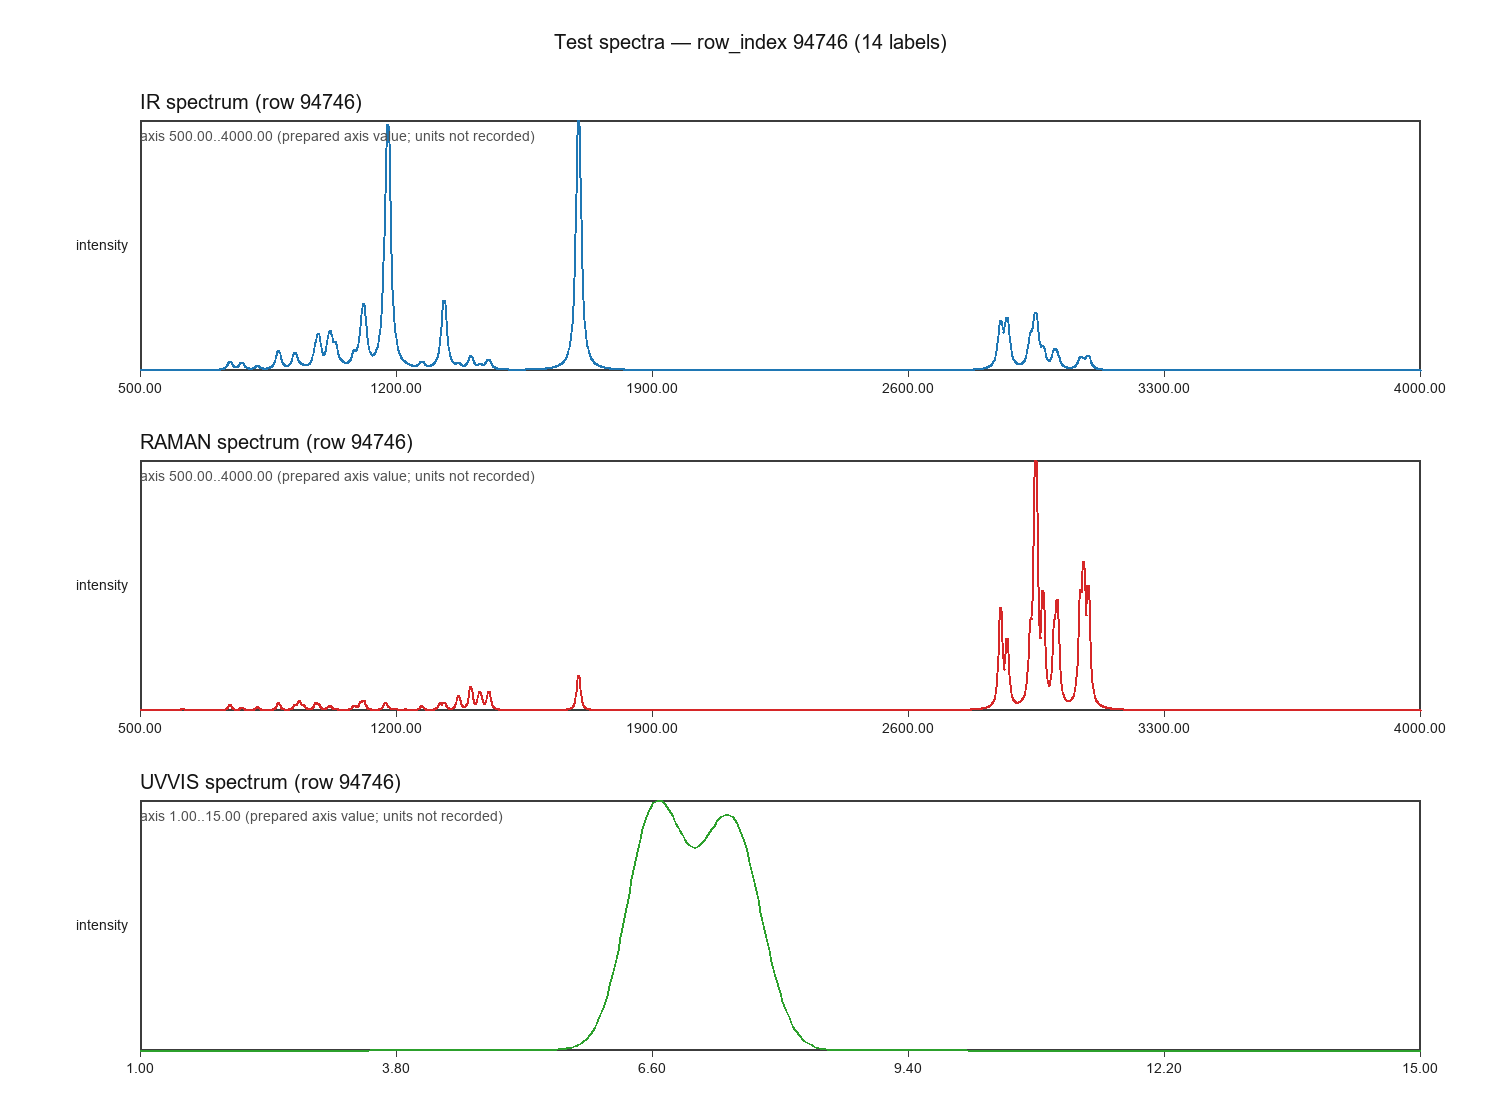 Test spectra — row_index 94746 (14 labels)
IR spectrum (row 94746)
axis 500.00..4000.00 (prepared axis value; units not recorded)
intensity
500.00 1200.00 1900.00 2600.00 3300.00 4000.00
RAMAN spectrum (row 94746)
axis 500.00..4000.00 (prepared axis value; units not recorded)
intensity
500.00 1200.00 1900.00 2600.00 3300.00 4000.00
UVVIS spectrum (row 94746)
axis 1.00..15.00 (prepared axis value; units not recorded)
intensity
1.00 3.80 6.60 9.40 12.20 15.00